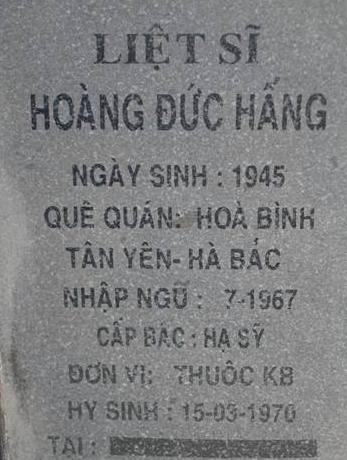 LIỆT SĨ
HOÀNG ĐỨC HẤNG
NGÀY SINH : 1945
QUÊ QUÁN: HOÀ BÌNH
TÂN YÊN- HÀ BẮC
NHẬP NGŨ : 7-1967
CẤP BẬC : HẠ SỸ
ĐƠN VỊ: THUỘC KB
HY SINH : 15-03-1970
TẠI :